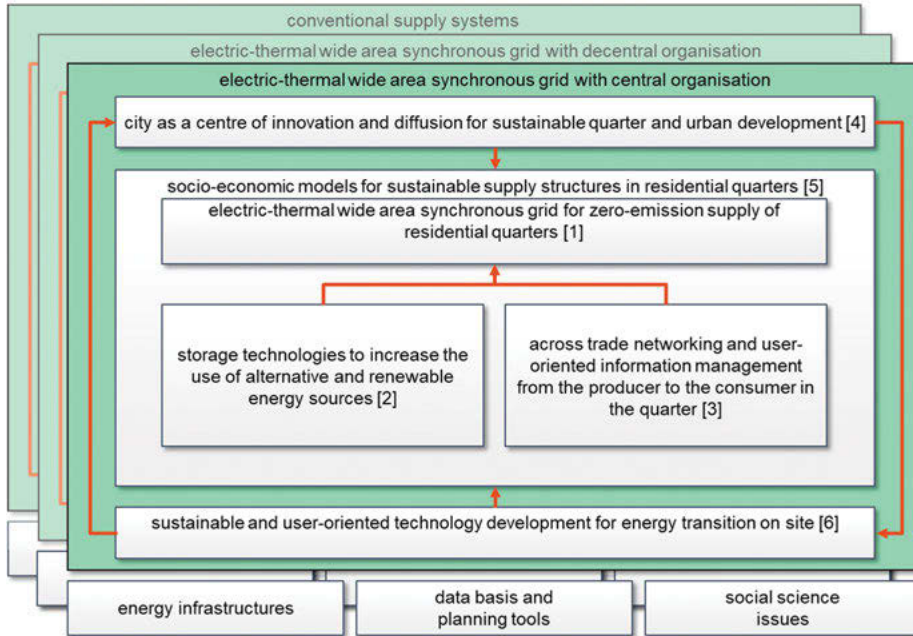 conventional supply systems
electric-thermal wide area synchronous grid with decentral organisation
electric-thermal wide area synchronous grid with central organisation
city as a centre of innovation and diffusion for sustainable quarter and urban development [4]
socio-economic models for sustainable supply structures in residential quarters [5]
electric-thermal wide area synchronous grid for zero-emission supply of
residential quarters [1]
storage technologies to increase the
use of alternative and renewable
energy sources [2]
across trade networking and user-
oriented information management
from the producer to the consumer in
the quarter [3]
sustainable and user-oriented technology development for energy transition on site [6]
energy infrastructures
data basis and
planning tools
social science
issues